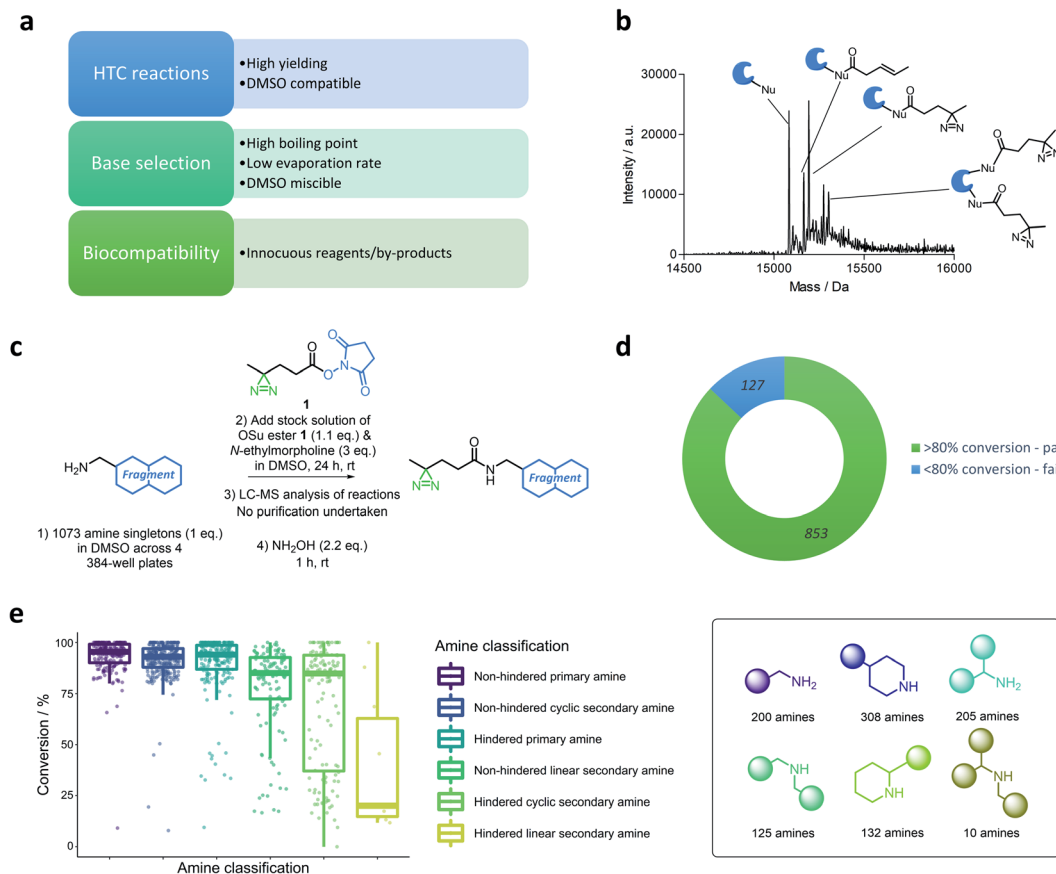 a
HTC reactions
•High yielding
•DMSO compatible
Base selection
•High boiling point
•Low evaporation rate
•DMSO miscible
Biocompatibility
•Innocuous reagents/by-products
b
30000
20000
10000
0
Intensity / a.u.
14500
15000
15500
16000
Mass / Da
Nu
O
Nu
O
Nu
N=N
O
Nu
N=N
O
Nu
N=N
c
O
O
N
O
O
N=N
1
2) Add stock solution of
OSu ester 1 (1.1 eq.) &
N-ethylmorpholine (3 eq.)
in DMSO, 24 h, rt
3) LC-MS analysis of reactions
No purification undertaken
4) NH2OH (2.2 eq.)
1 h, rt
H2N
Fragment
1) 1073 amine singletons (1 eq.)
in DMSO across 4
384-well plates
O
N
H
N=N
Fragment
d
127
853
>80% conversion - pa
<80% conversion - fai
e
100
75
50
25
0
Conversion / %
Amine classification
Amine classification
Non-hindered primary amine
Non-hindered cyclic secondary amine
Hindered primary amine
Non-hindered linear secondary amine
Hindered cyclic secondary amine
Hindered linear secondary amine
NH2
200 amines
NH
308 amines
NH2
205 amines
NH
125 amines
NH
132 amines
NH
10 amines